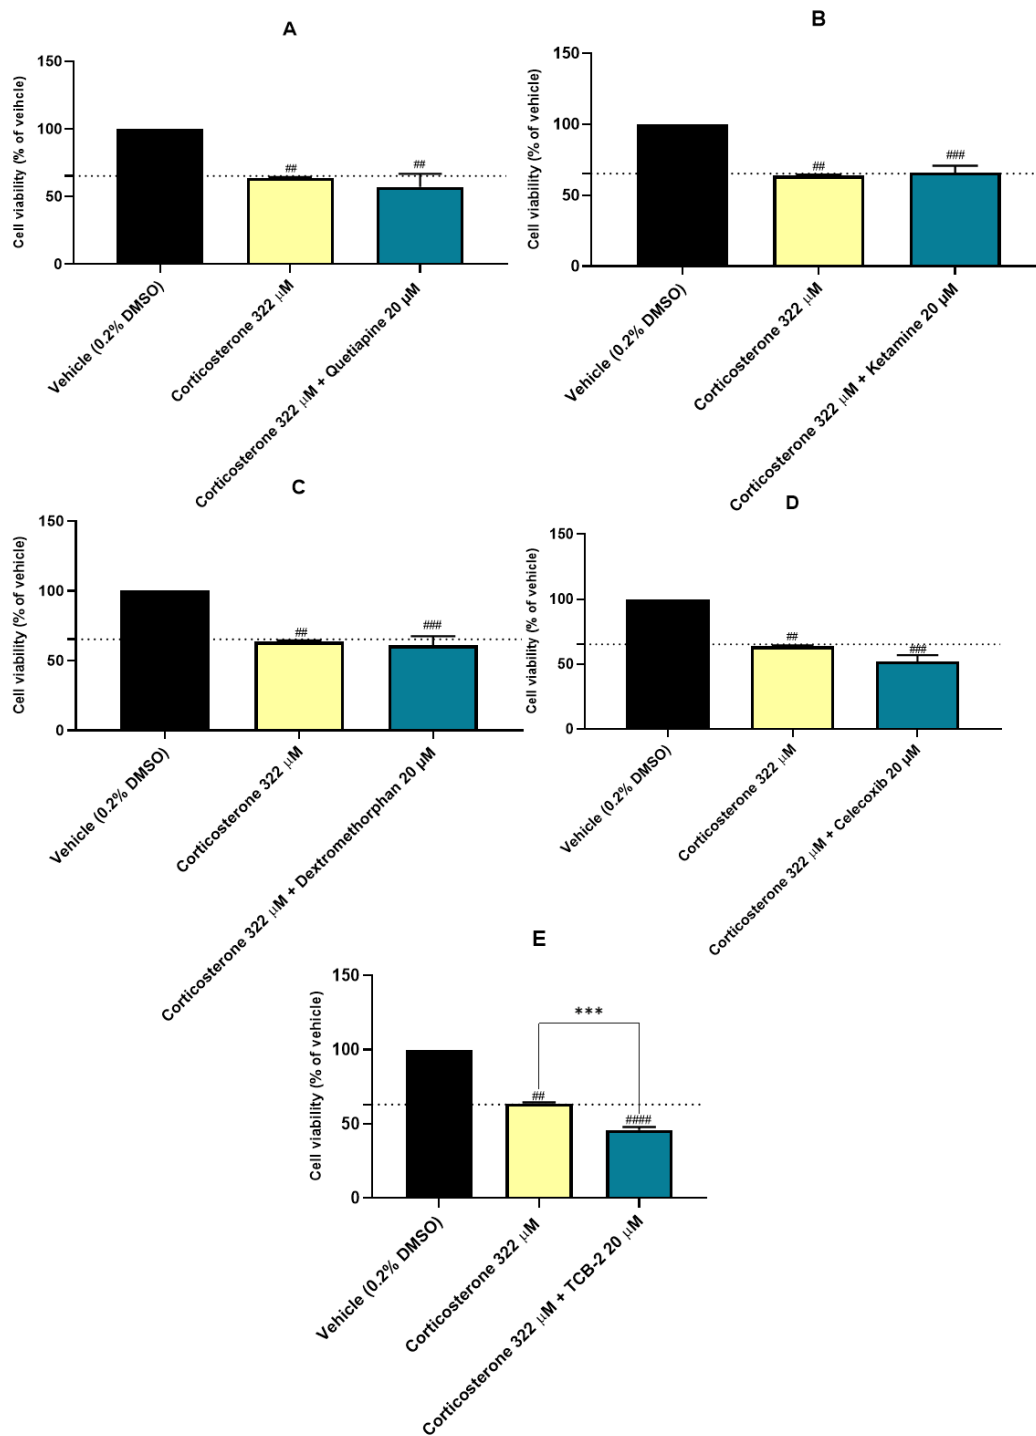 A
Cell viability (% of veihcle)
150
100
50
0
##
##
Vehicle (0.2% DMSO)
Corticosterone 322 μM
Corticosterone 322 μM + Quetiapine 20 μM
B
Cell viability (% of vehicle)
150
100
50
0
##
###
Vehicle (0.2% DMSO)
Corticosterone 322 μM
Corticosterone 322 μM + Ketamine 20 μM
C
Cell viability (% of vehicle)
150
100
50
0
##
###
Vehicle (0.2% DMSO)
Corticosterone 322 μM
Corticosterone 322 μM + Dextromethorphan 20 μM
D
Cell viability (% of vehicle)
150
100
50
0
##
###
Vehicle (0.2% DMSO)
Corticosterone 322 μM
Corticosterone 322 μM + Celecoxib 20 μM
E
Cell viability (% of vehicle)
150
100
50
0
***
##
####
Vehicle (0.2% DMSO)
Corticosterone 322 μM
Corticosterone 322 μM + TCB-2 20 μM